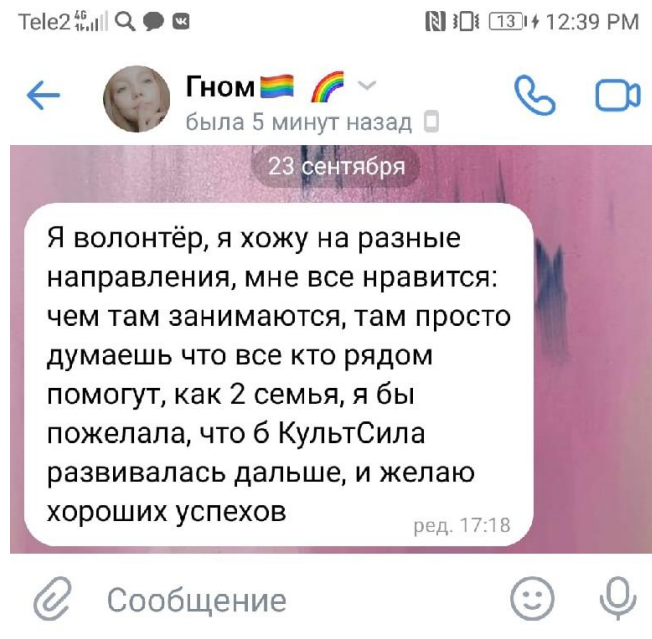 Tele2 4G 13 12:39 PM
Гном🏳️‍🌈 🌈
была 5 минут назад
23 сентября
Я волонтёр, я хожу на разные
направления, мне все нравится:
чем там занимаются, там просто
думаешь что все кто рядом
помогут, как 2 семья, я бы
пожелала, что б КультСила
развивалась дальше, и желаю
хороших успехов
ред. 17:18
Сообщение